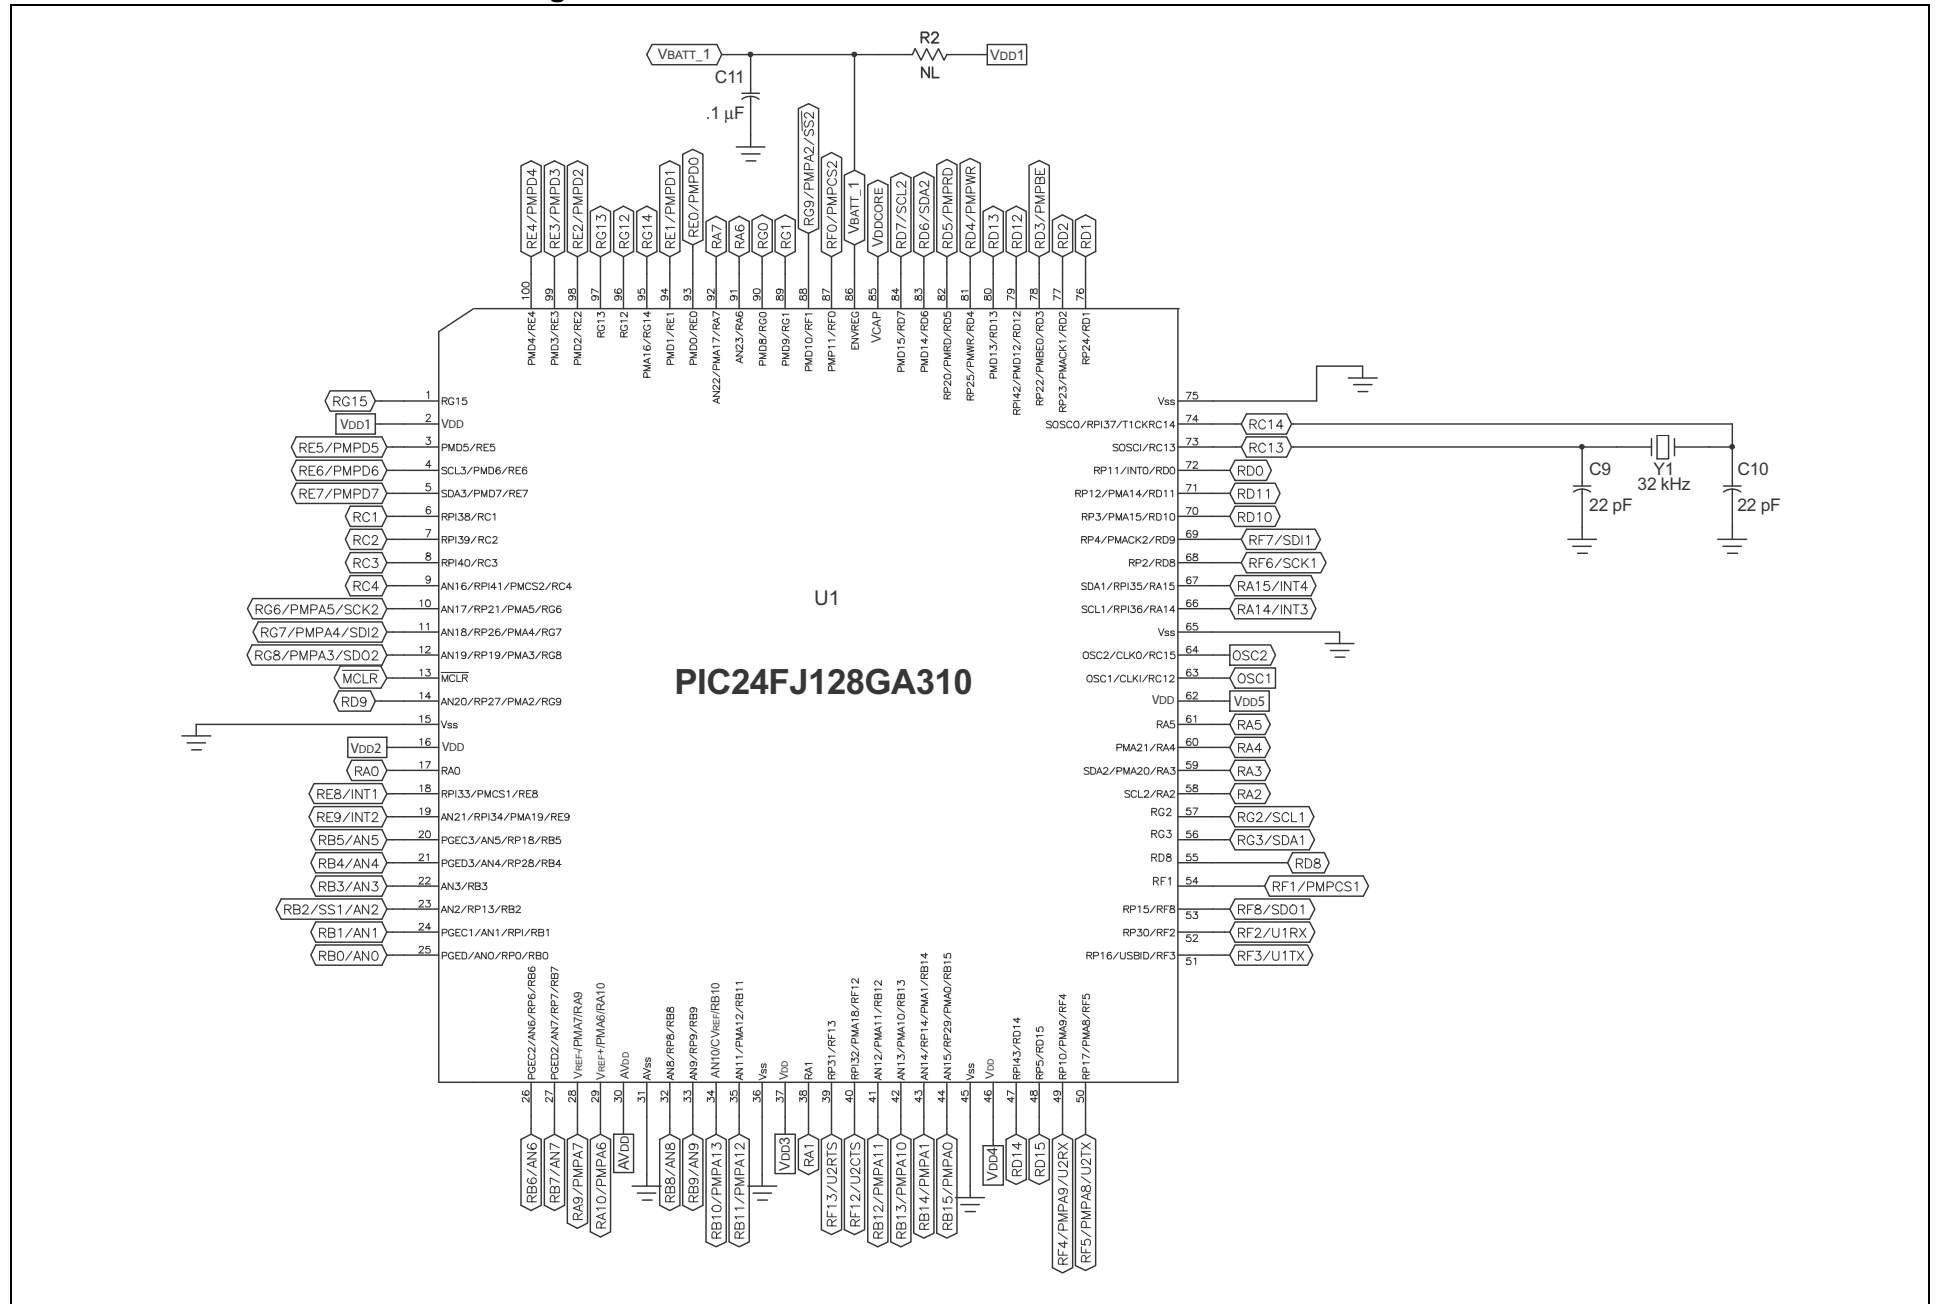 g
VBATT_1
R2
NL
VDD1
C11
.1 µF
RE4/PMPD4
RE3/PMPD3
RE2/PMPD2
RG13
RG12
RG14
RE1/PMPD1
RE0/PMPD0
RA7
RA6
RG0
RG1
RG9/PMPA2/SS2
RF0/PMPCS2
VBATT_1
VDDCORE
RD7/SCL2
RD6/SDA2
RD5/PMPRD
RD4/PMPWR
RD13
RD12
RD3/PMPBE
RD2
RD1
100
99
98
97
96
95
94
93
92
91
90
89
88
87
86
85
84
83
82
81
80
79
78
77
76
PMD4/RE4
PMD3/RE3
PMD2/RE2
RG13
RG12
PMA16/RG14
PMD1/RE1
PMD0/RE0
AN22/PMA17/RA7
AN23/RA6
PMD8/RG0
PMD9/RG1
PMD10/RF1
PMP11/RF0
ENVREG
VCAP
PMD15/RD7
PMD14/RD6
RP20/PMRD/RD5
RP25/PMWR/RD4
PMD13/RD13
RPI42/PMD12/RD12
RP22/PMBE0/RD3
RP23/PMACK1/RD2
RP24/RD1
RG15 1 RG15
VDD1 2 VDD
RE5/PMPD5 3 PMD5/RE5
RE6/PMPD6 4 SCL3/PMD6/RE6
RE7/PMPD7 5 SDA3/PMD7/RE7
RC1 6 RPI38/RC1
RC2 7 RPI39/RC2
RC3 8 RPI40/RC3
RC4 9 AN16/RPI41/PMCS2/RC4
RG6/PMPA5/SCK2 10 AN17/RP21/PMA5/RG6
RG7/PMPA4/SDI2 11 AN18/RP26/PMA4/RG7
RG8/PMPA3/SDO2 12 AN19/RP19/PMA3/RG8
MCLR 13 MCLR
RD9 14 AN20/RP27/PMA2/RG9
15 Vss
VDD2 16 VDD
RA0 17 RA0
RE8/INT1 18 RPI33/PMCS1/RE8
RE9/INT2 19 AN21/RPI34/PMA19/RE9
RB5/AN5 20 PGEC3/AN5/RP18/RB5
RB4/AN4 21 PGED3/AN4/RP28/RB4
RB3/AN3 22 AN3/RB3
RB2/SS1/AN2 23 AN2/RP13/RB2
RB1/AN1 24 PGEC1/AN1/RPI/RB1
RB0/AN0 25 PGED/AN0/RP0/RB0
U1
PIC24FJ128GA310
Vss 75
SOSC0/RPI37/T1CKRC14 74 RC14
SOSCI/RC13 73 RC13
RP11/INT0/RD0 72 RD0
RP12/PMA14/RD11 71 RD11
RP3/PMA15/RD10 70 RD10
RP4/PMACK2/RD9 69 RF7/SDI1
RP2/RD8 68 RF6/SCK1
SDA1/RPI35/RA15 67 RA15/INT4
SCL1/RPI36/RA14 66 RA14/INT3
Vss 65
OSC2/CLKO/RC15 64 OSC2
OSC1/CLKI/RC12 63 OSC1
VDD 62 VDD5
RA5 61 RA5
PMA21/RA4 60 RA4
SDA2/PMA20/RA3 59 RA3
SCL2/RA2 58 RA2
RG2 57 RG2/SCL1
RG3 56 RG3/SDA1
RD8 55 RD8
RF1 54 RF1/PMPCS1
RP15/RF8 53 RF8/SDO1
RP30/RF2 52 RF2/U1RX
RP16/USBID/RF3 51 RF3/U1TX
C9
22 pF
Y1
32 kHz
C10
22 pF
PGEC2/AN6/RP6/RB6
PGED2/AN7/RP7/RB7
VREF-/PMA7/RA9
VREF+/PMA6/RA10
AVDD
AVss
AN8/RP8/RB8
AN9/RP9/RB9
AN10/CVREF/RB10
AN11/PMA12/RB11
Vss
VDD
RA1
RP31/RF13
RPI32/PMA18/RF12
AN12/PMA11/RB12
AN13/PMA10/RB13
AN14/RP14/PMA1/RB14
AN15/RP29/PMA0/RB15
Vss
VDD
RPI43/RD14
RP5/RD15
RP10/PMA9/RF4
RP17/PMA8/RF5
26
27
28
29
30
31
32
33
34
35
36
37
38
39
40
41
42
43
44
45
46
47
48
49
50
RB6/AN6
RB7/AN7
RA9/PMPA7
RA10/PMPA6
AVDD
RB8/AN8
RB9/AN9
RB10/PMPA13
RB11/PMPA12
VDD3
RA1
RF13/U2RTS
RF12/U2CTS
RB12/PMPA11
RB13/PMPA10
RB14/PMPA1
RB15/PMPA0
VDD4
RD14
RD15
RF4/PMPA9/U2RX
RF5/PMPA8/U2TX